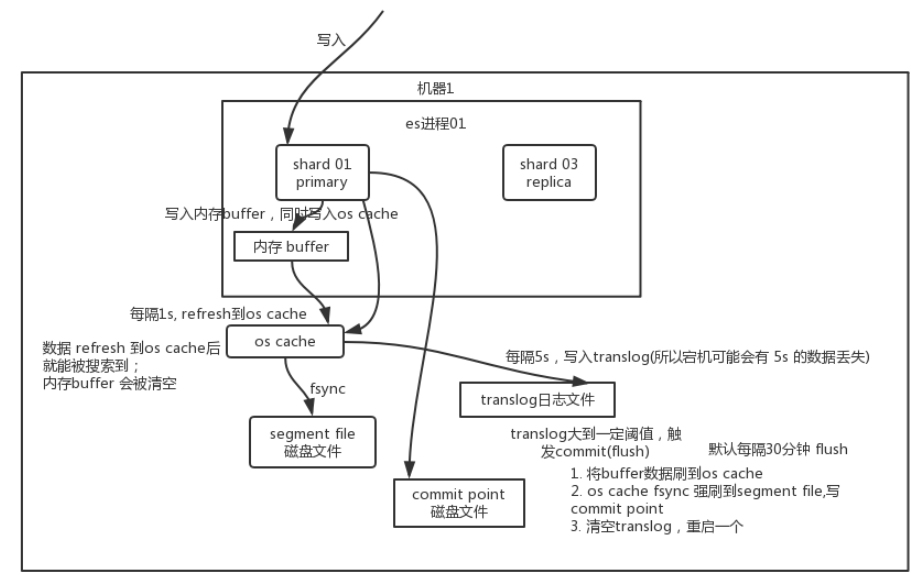 写入
机器1
es进程01
shard 01
primary
shard 03
replica
写入内存buffer，同时写入os cache
内存 buffer
每隔1s, refresh到os cache
os cache
数据 refresh 到os cache后
就能被搜索到；
内存buffer 会被清空
每隔5s，写入translog(所以宕机可能会有 5s 的数据丢失)
fsync
translog日志文件
segment file
磁盘文件
translog大到一定阈值，触
发commit(flush)
默认每隔30分钟 flush
commit point
磁盘文件
1. 将buffer数据刷到os cache
2. os cache fsync 强刷到segment file,写
commit point
3. 清空translog，重启一个